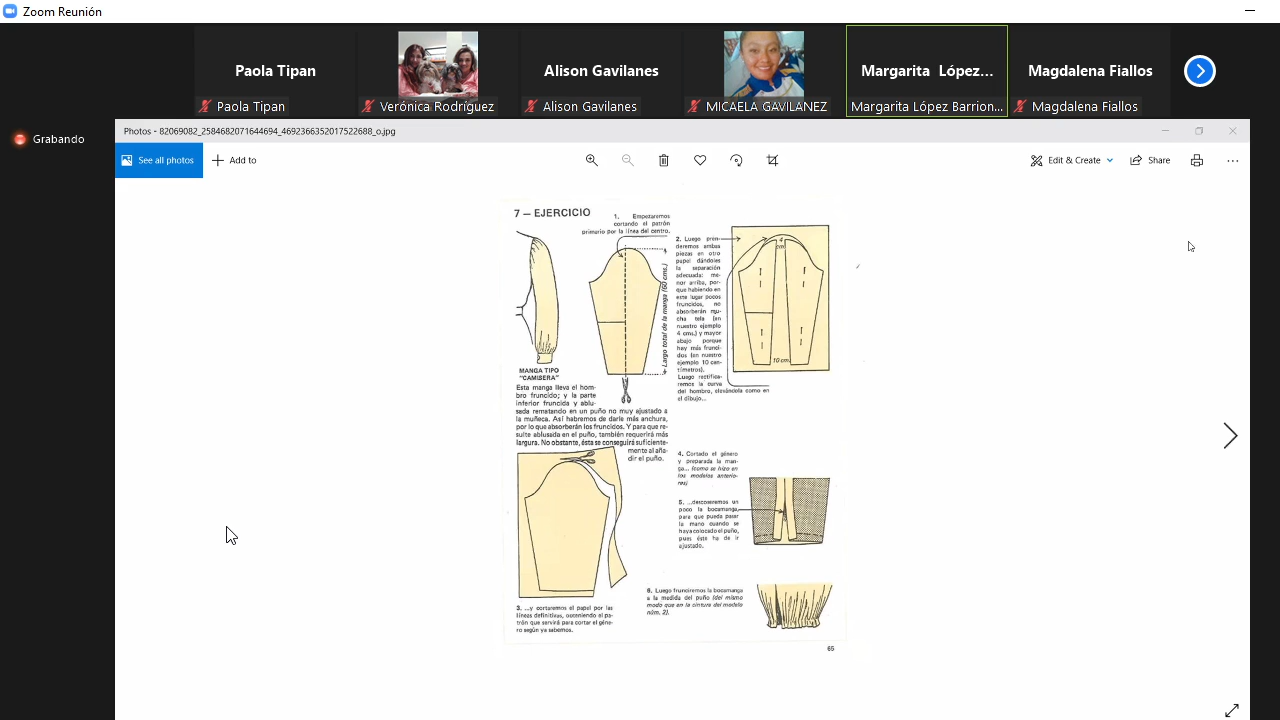 Zoom Reunión
Paola Tipan
Alison Gavilanes
Margarita López...
Magdalena Fiallos
Paola Tipan
Verónica Rodríguez
Alison Gavilanes
MICAELA GAVILANEZ
Margarita López Barrion...
Magdalena Fiallos
Grabando
Photos - 82069082_2584682071644694_4692366352017522688_o.jpg
See all photos
Add to
Edit & Create
Share
7 — EJERCICIO
1. Empezaremos
cortando el patrón
primario por la línea del centro.
Largo total de la manga (60 cms.)
MANGA TIPO
"CAMISERA"
Esta manga lleva el hom-
bro fruncido; y la parte
inferior fruncida y ablu-
sada rematando en un puño no muy ajustado a
la muñeca. Así habremos de darle más anchura,
por lo que absorberán los fruncidos. Y para que re-
sulte ablusada en el puño, también requerirá más
largura. No obstante, ésta se conseguirá suficiente-
mente al aña-
dir el puño.
2. Luego pren-
deremos ambas
piezas en otro
papel dándoles
la separación
adecuada: me-
nor arriba, por-
que habiendo en
este lugar pocos
fruncidos, no
absorberán mu-
cha tela (en
nuestro ejemplo
4 cms.) y mayor
abajo porque
hay más frunci-
dos (en nuestro
ejemplo 10 cen-
tímetros).
Luego rectifica-
remos la curva
del hombro, elevándola como en
el dibujo...
4
cm.
10 cm.
3. ...y cortaremos el papel por las
líneas definitivas, obteniendo el pa-
trón que servirá para cortar el géne-
ro según ya sabemos.
4. Cortado el género
y preparada la man-
ga... (como se hizo en
los modelos anterio-
res)
5. ...descoseremos un
poco la bocamanga,
para que pueda pasar
la mano cuando se
haya colocado el puño,
pues éste ha de ir
ajustado.
6. Luego frunciremos la bocamanga
a la medida del puño (del mismo
modo que en la cintura del modelo
núm. 2).
65